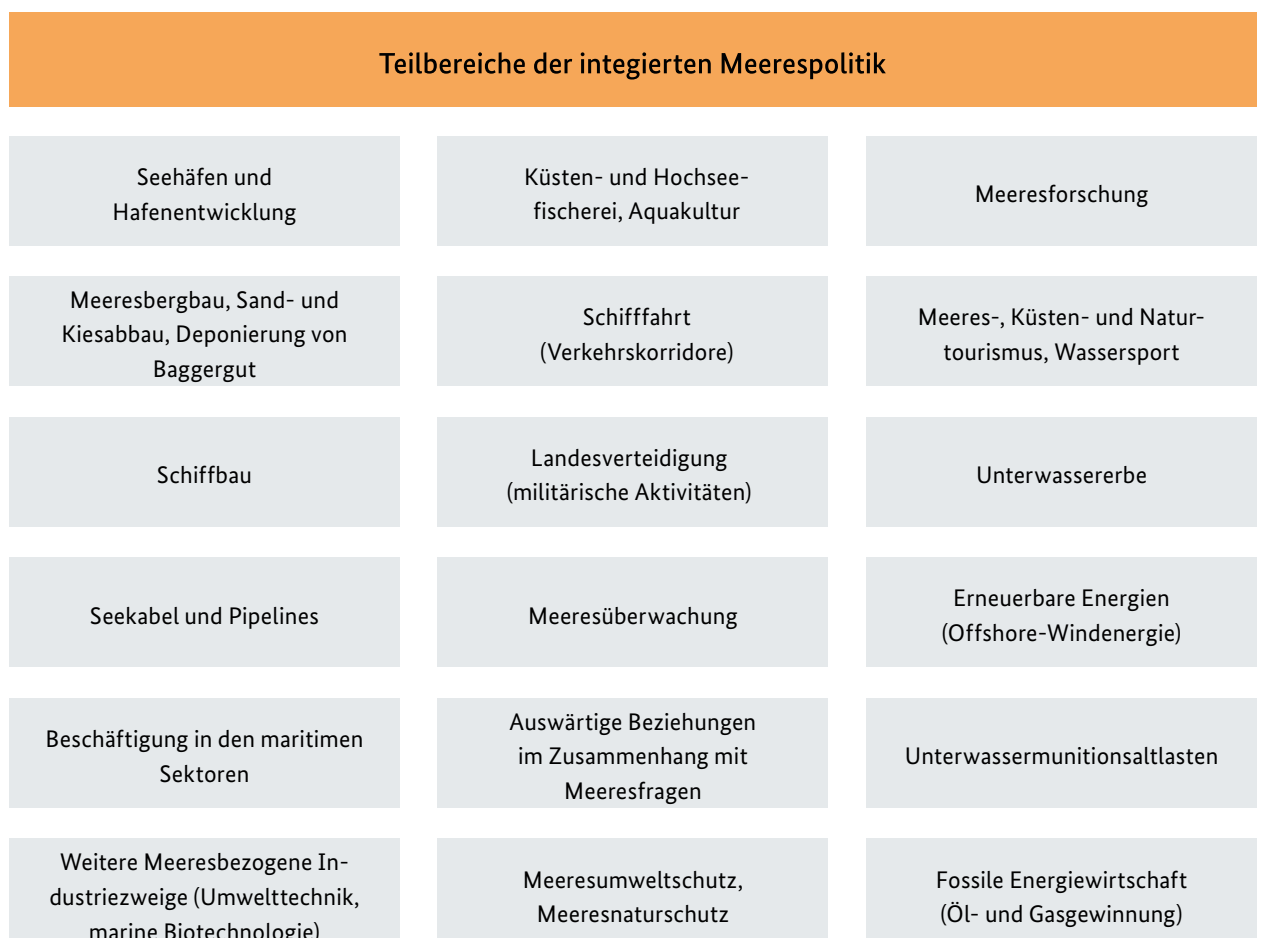 Teilbereiche der integrierten Meerespolitik
Seehäfen und
Hafenentwicklung
Küsten- und Hochsee-
fischerei, Aquakultur
Meeresforschung
Meeresbergbau, Sand- und
Kiesabbau, Deponierung von
Baggergut
Schifffahrt
(Verkehrskorridore)
Meeres-, Küsten- und Natur-
tourismus, Wassersport
Schiffbau
Landesverteidigung
(militärische Aktivitäten)
Unterwassererbe
Seekabel und Pipelines
Meeresüberwachung
Erneuerbare Energien
(Offshore-Windenergie)
Beschäftigung in den maritimen
Sektoren
Auswärtige Beziehungen
im Zusammenhang mit
Meeresfragen
Unterwassermunitionsaltlasten
Weitere Meeresbezogene In-
dustriezweige (Umwelttechnik,
marine Biotechnologie)
Meeresumweltschutz,
Meeresnaturschutz
Fossile Energiewirtschaft
(Öl- und Gasgewinnung)